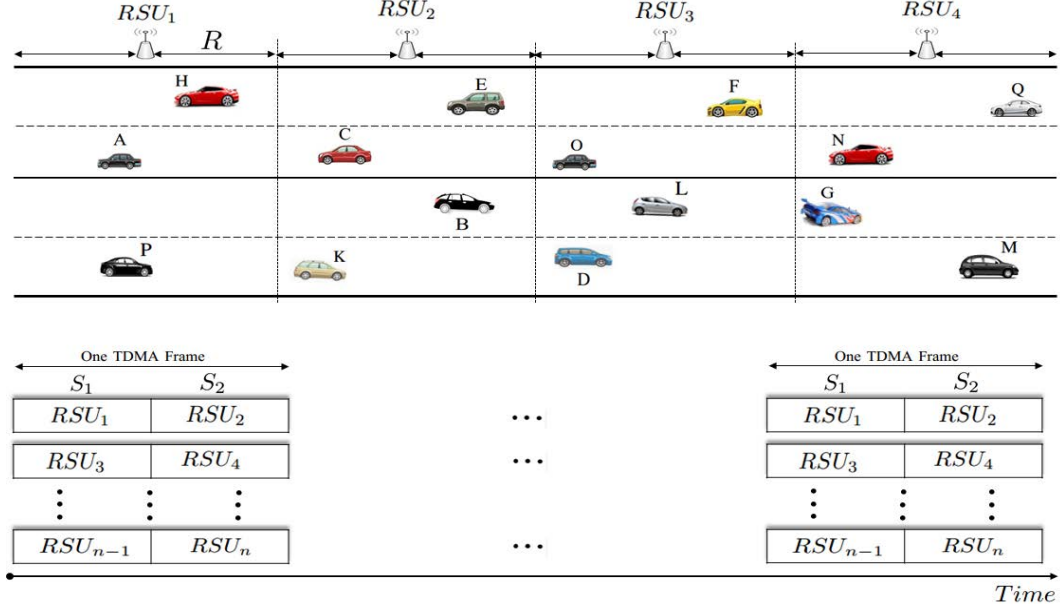 RSU₁ RSU₂ RSU₃ RSU₄
R
H E F Q
A C O N
B L G
P K D M
One TDMA Frame One TDMA Frame
S₁ S₂ S₁ S₂
RSU₁ RSU₂ ... RSU₁ RSU₂
RSU₃ RSU₄ ... RSU₃ RSU₄
⋮ ⋮ ⋮ ⋮ ⋮ ⋮
RSUₙ₋₁ RSUₙ ... RSUₙ₋₁ RSUₙ
Time